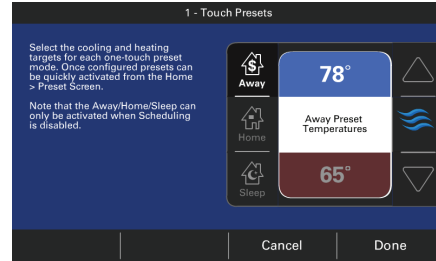 1 - Touch Presets
Select the cooling and heating
targets for each one-touch preset
mode. Once configured presets can
be quickly activated from the Home
> Preset Screen.
Note that the Away/Home/Sleep can
only be activated when Scheduling
is disabled.
$
Away
78°
Home
Away Preset
Temperatures
Sleep
65°
Cancel
Done